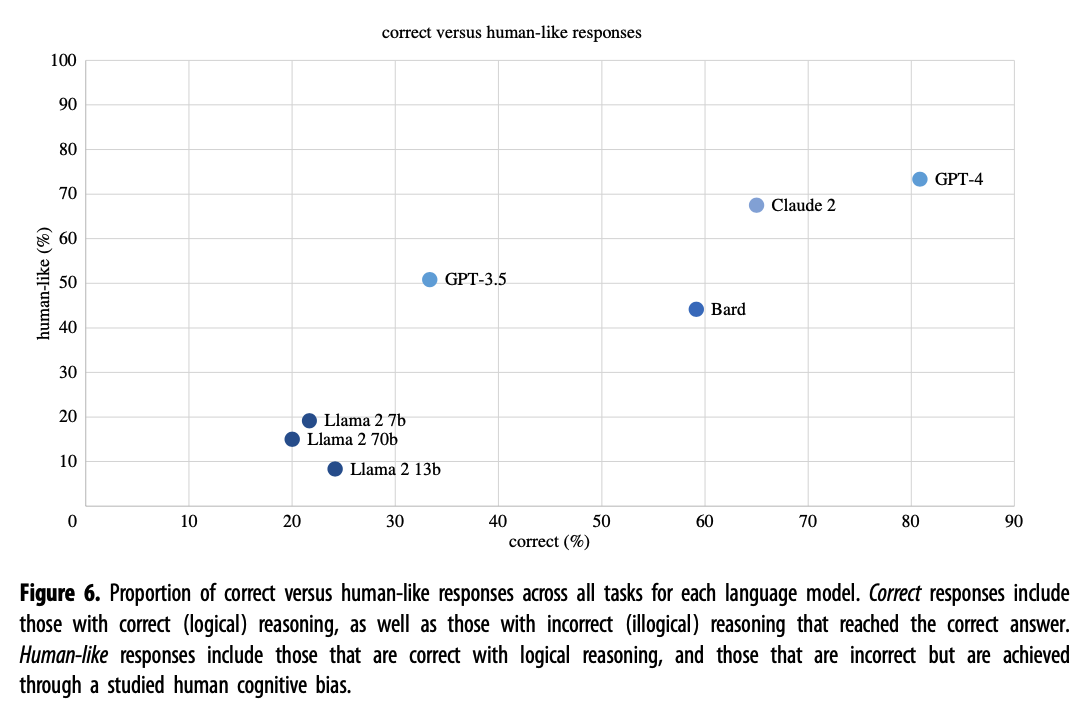 correct versus human-like responses
100
90
80
70
60
50
40
30
20
10
human-like (%)
GPT-4
Claude 2
GPT-3.5
Bard
Llama 2 7b
Llama 2 70b
Llama 2 13b
0 10 20 30 40 50 60 70 80 90
correct (%)
Figure 6. Proportion of correct versus human-like responses across all tasks for each language model. Correct responses include
those with correct (logical) reasoning, as well as those with incorrect (illogical) reasoning that reached the correct answer.
Human-like responses include those that are correct with logical reasoning, and those that are incorrect but are achieved
through a studied human cognitive bias.